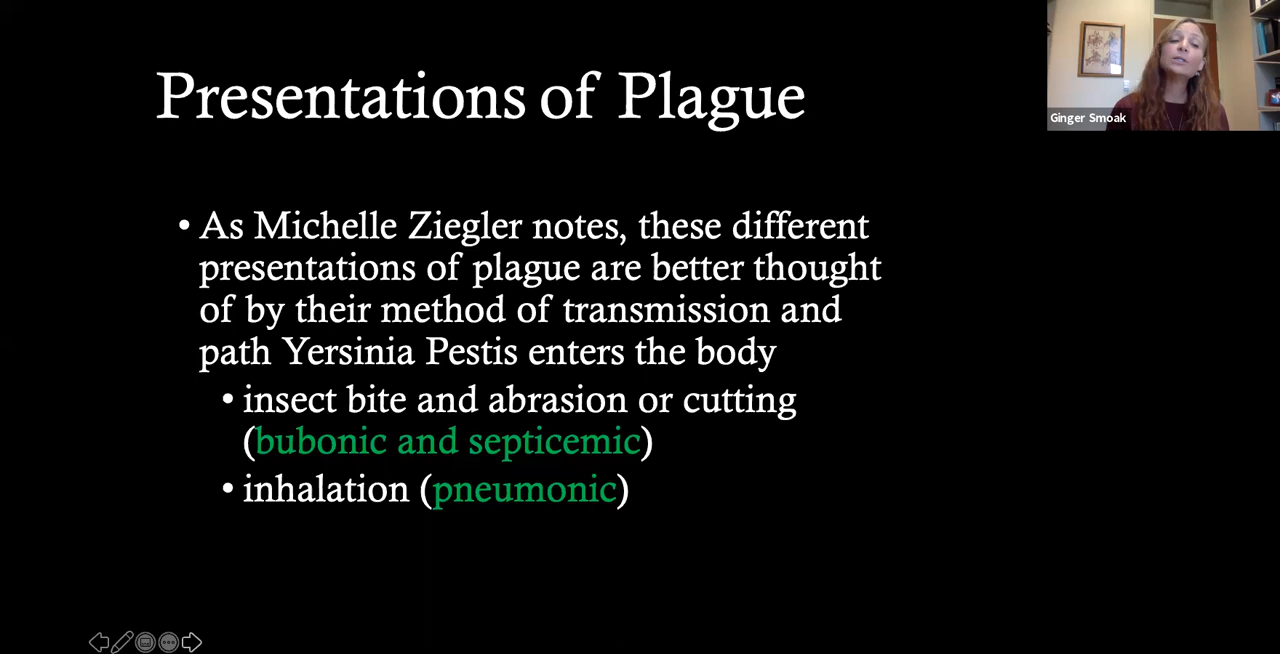 Presentations of Plague
Ginger Smoak
• As Michelle Ziegler notes, these different
presentations of plague are better thought
of by their method of transmission and
path Yersinia Pestis enters the body
• insect bite and abrasion or cutting
(bubonic and septicemic)
• inhalation (pneumonic)